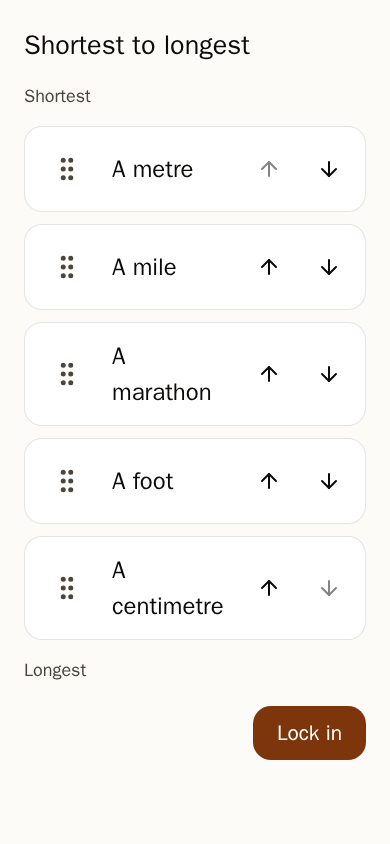 Shortest to longest
Shortest
A metre
A mile
A
marathon
A foot
A
centimetre
Longest
Lock in